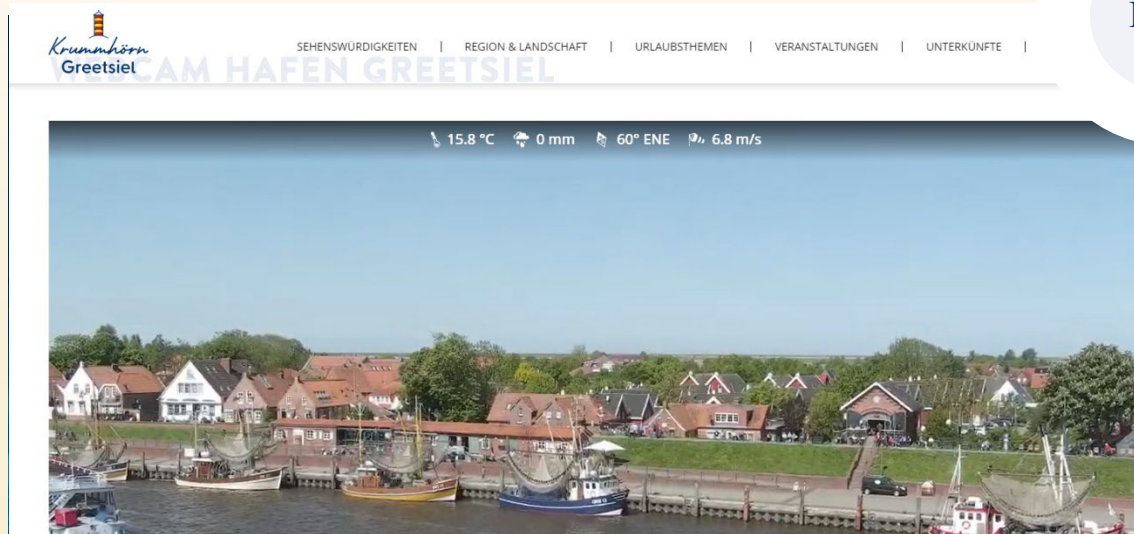 Krummhörn
Greetsiel
SEHENSWÜRDIGKEITEN | REGION & LANDSCHAFT | URLAUBSTHEMEN | VERANSTALTUNGEN | UNTERKÜNFTE |
WEBCAM HAFEN GREETSIEL
15.8 °C 0 mm 60° ENE 6.8 m/s